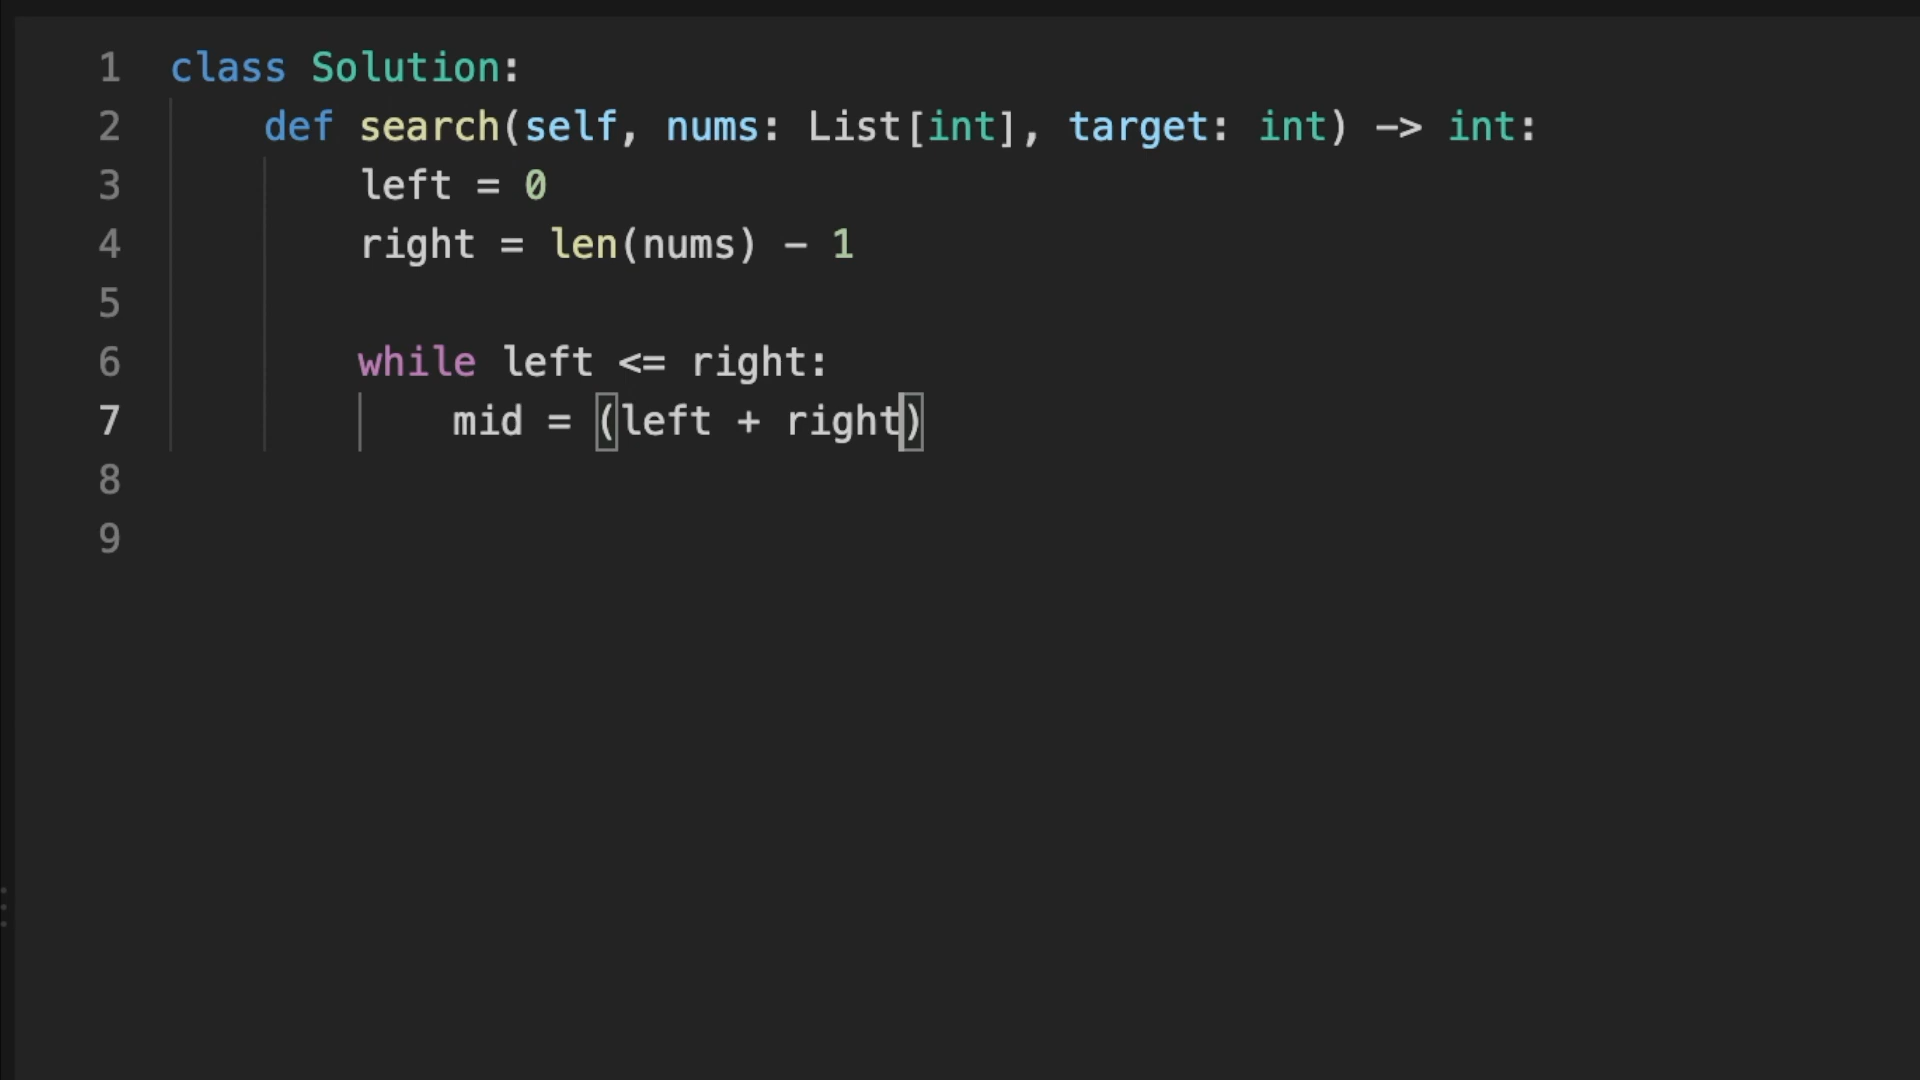 1 class Solution:
2 def search(self, nums: List[int], target: int) -> int:
3 left = 0
4 right = len(nums) - 1
5
6 while left <= right:
7 mid = (left + right)
8
9